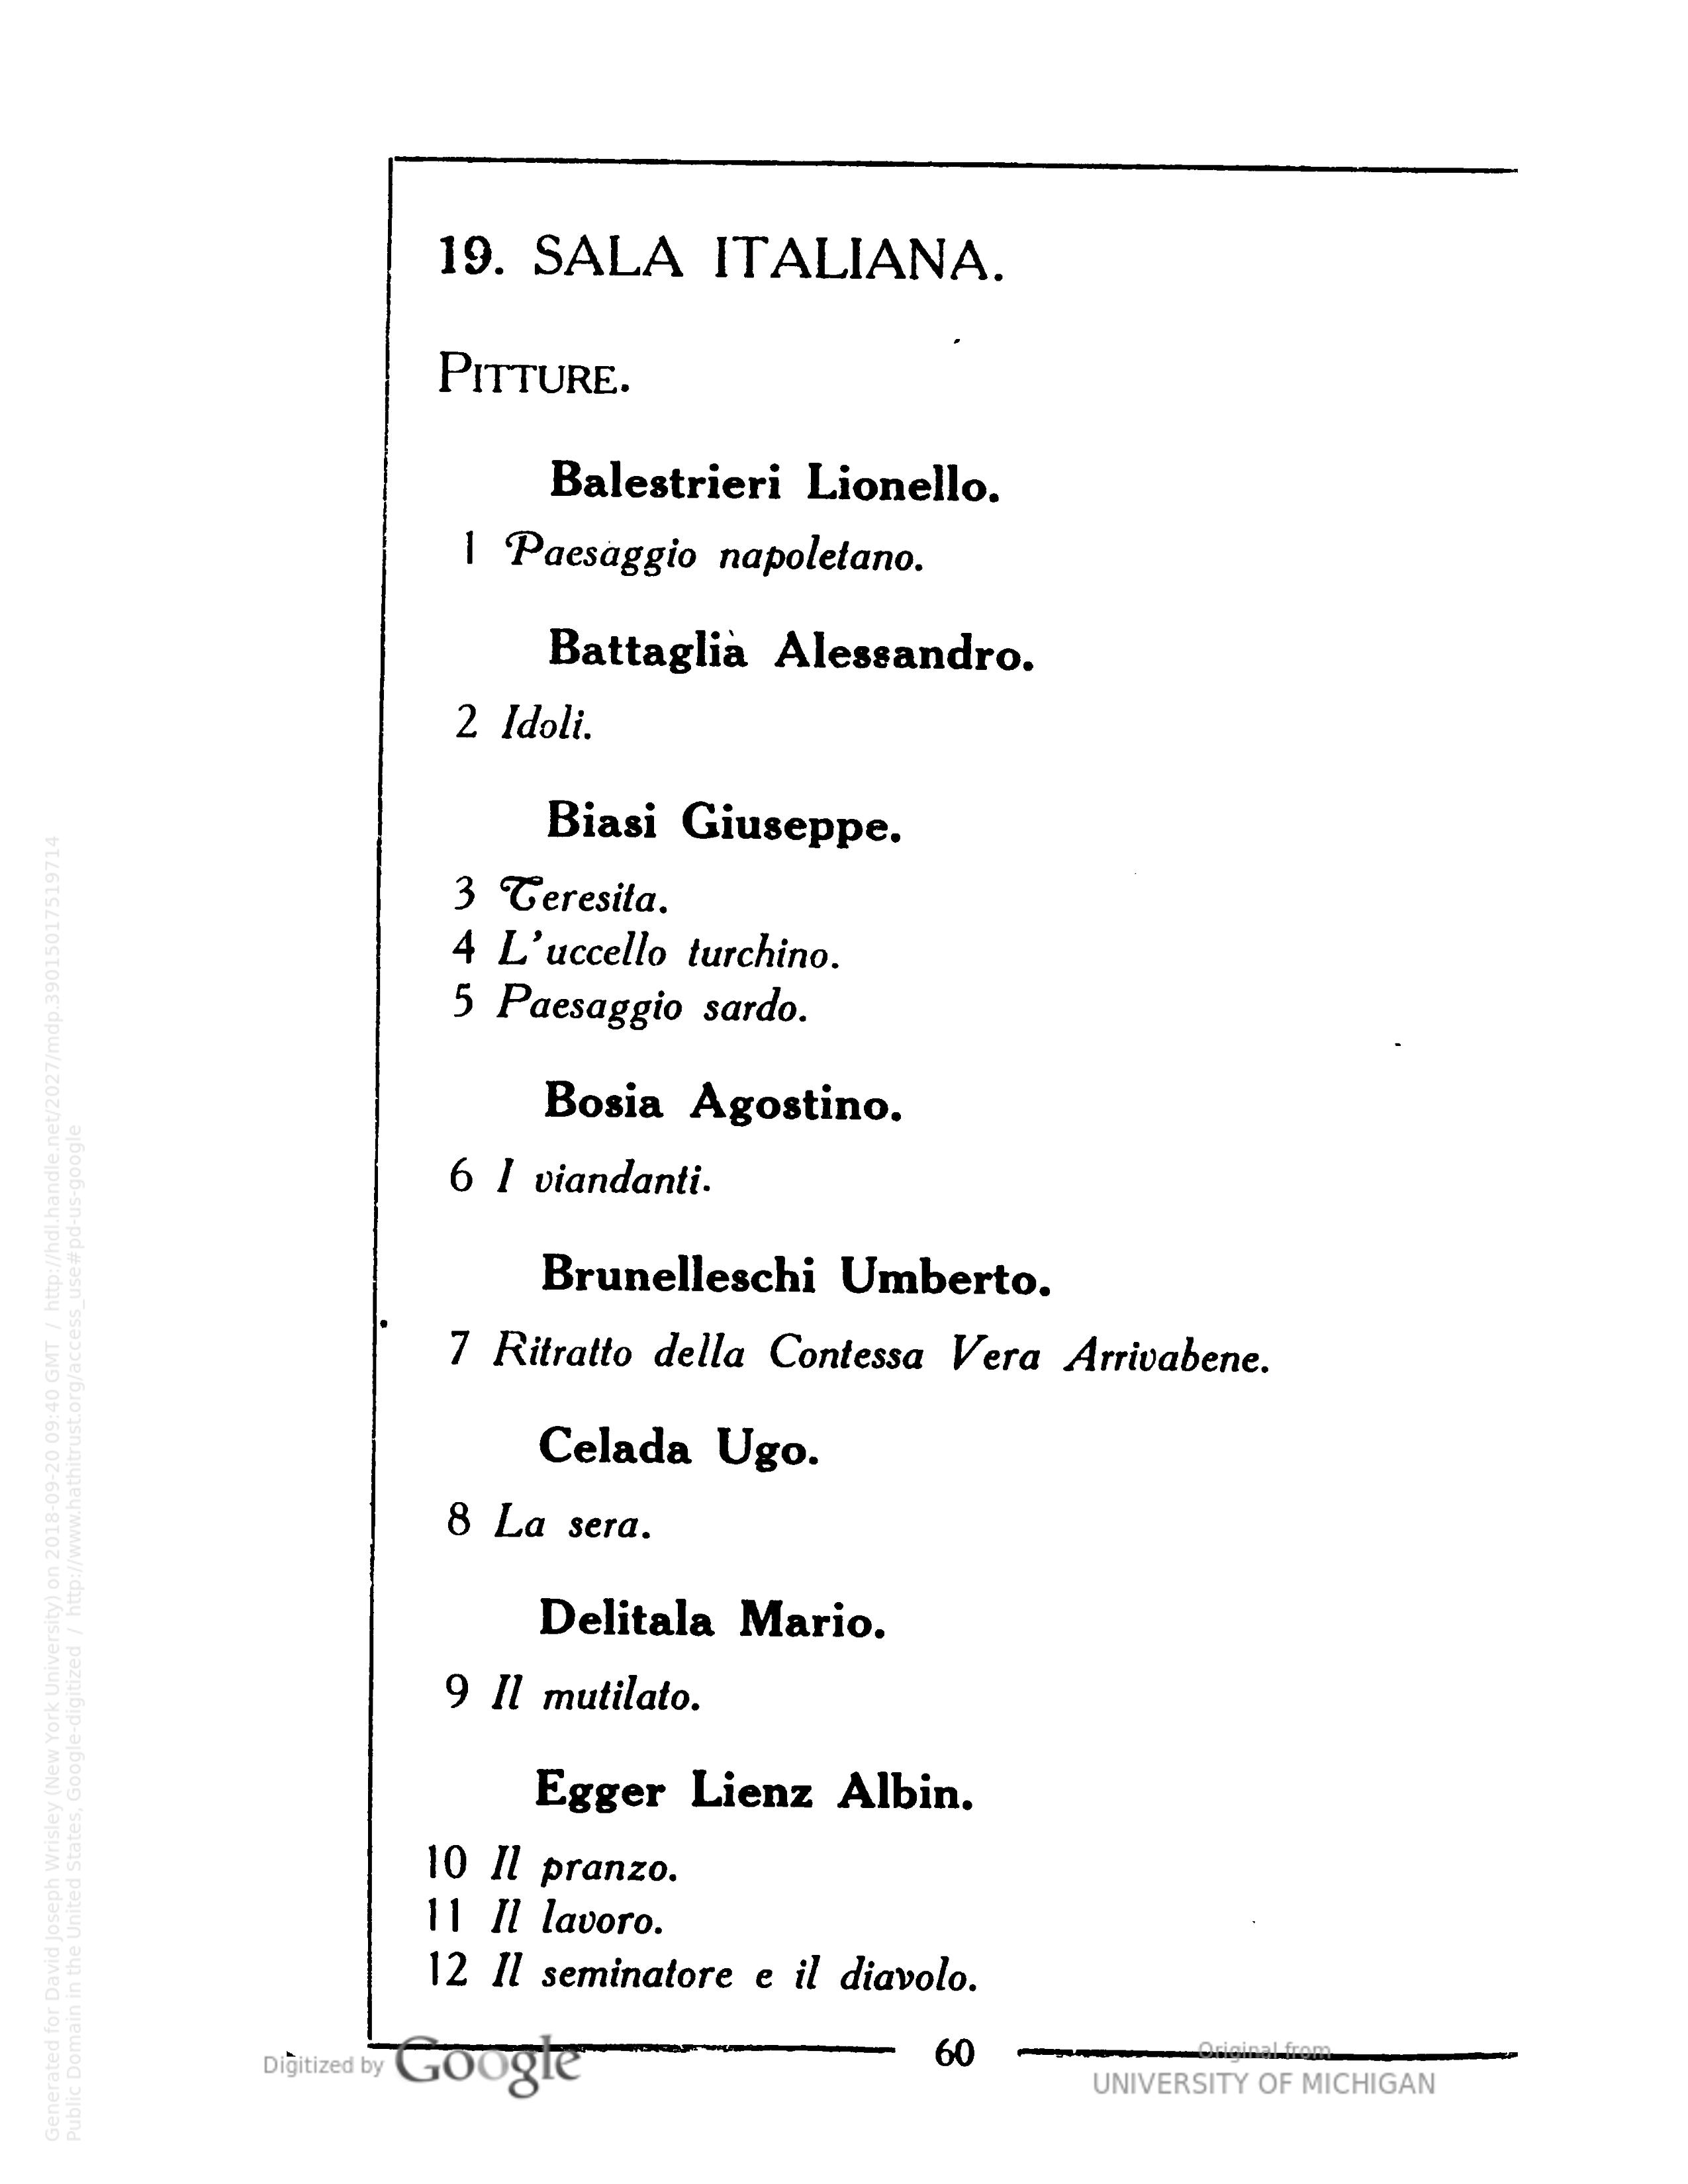 19. SALA ITALIANA.
PITTURE.
Balestrieri Lionello.
1 Paesaggio napoletano.
Battaglia Alessandro.
2 Idoli.
Biasi Giuseppe.
3 Teresita.
4 L'uccello turchino.
5 Paesaggio sardo.
Bosia Agostino.
6 I viandanti.
Brunelleschi Umberto.
7 Ritratto della Contessa Vera Arrivabene.
Celada Ugo.
8 La sera.
Delitala Mario.
9 Il mutilato.
Egger Lienz Albin.
10 Il pranzo.
11 Il lavoro.
12 Il seminatore e il diavolo.
60
Digitized by Google
Original from
UNIVERSITY OF MICHIGAN
Generated for David Joseph Wrisley (New York University) on 2018-09-20 09:40 GMT / http://hdl.handle.net/2027/mdp.39015017519714
Public Domain in the United States, Google-digitized / http://www.hathitrust.org/access_use#pd-us-google